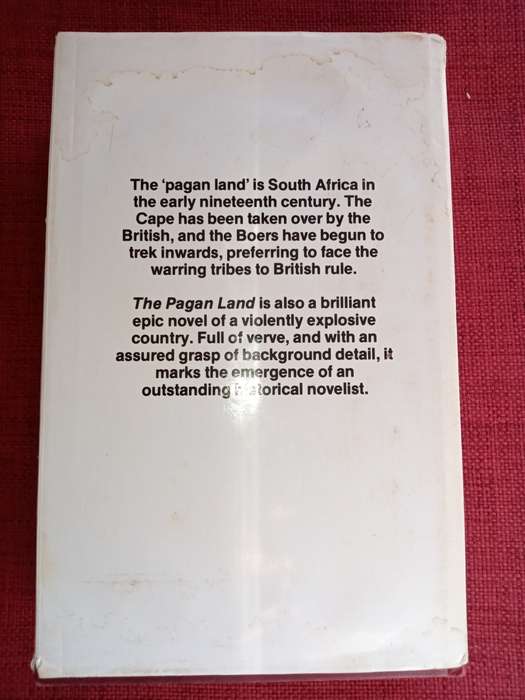 The ‘pagan land’ is South Africa in
the early nineteenth century. The
Cape has been taken over by the
British, and the Boers have begun to
trek inwards, preferring to face the
warring tribes to British rule.
The Pagan Land is also a brilliant
epic novel of a violently explosive
country. Full of verve, and with an
assured grasp of background detail, it
marks the emergence of an
outstanding historical novelist.